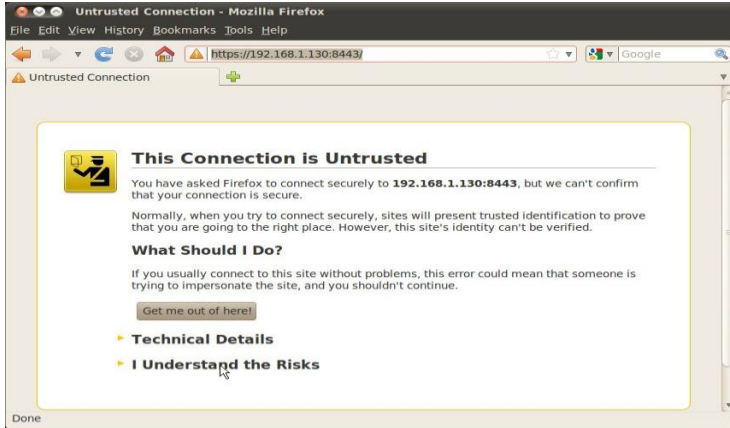 Untrusted Connection - Mozilla Firefox
File Edit View History Bookmarks Tools Help
https://192.168.1.130:8443/
Google
Untrusted Connection
This Connection is Untrusted
You have asked Firefox to connect securely to 192.168.1.130:8443, but we can't confirm
that your connection is secure.
Normally, when you try to connect securely, sites will present trusted identification to prove
that you are going to the right place. However, this site's identity can't be verified.
What Should I Do?
If you usually connect to this site without problems, this error could mean that someone is
trying to impersonate the site, and you shouldn't continue.
Get me out of here!
Technical Details
I Understand the Risks
Done